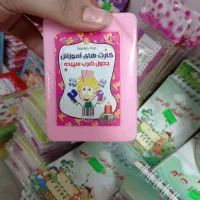 کارت های آموزش
جدول ضرب سپیده